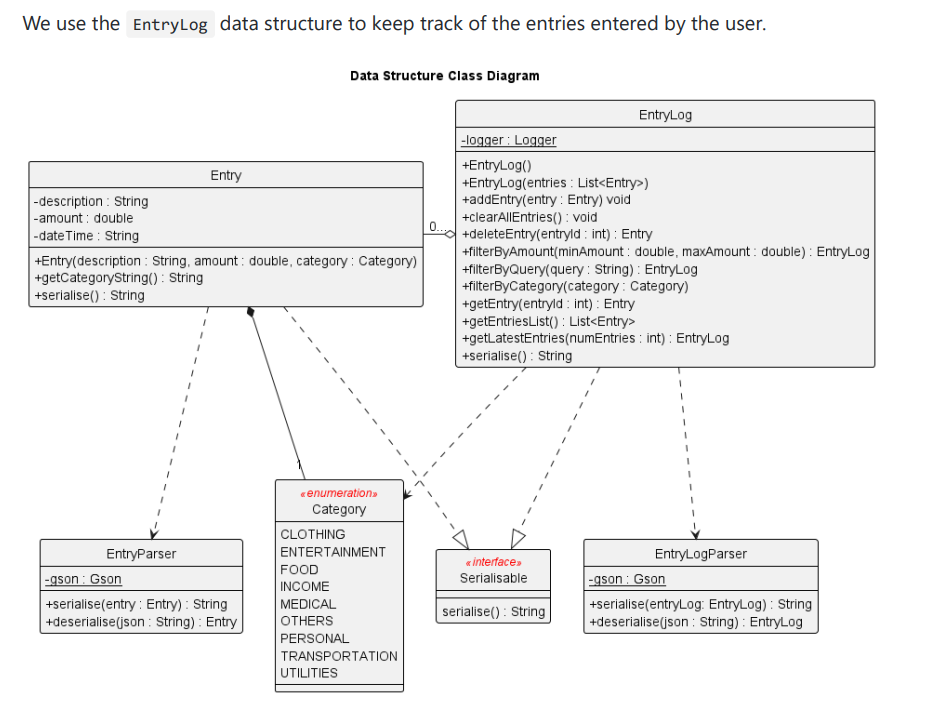 We use the EntryLog data structure to keep track of the entries entered by the user.
Data Structure Class Diagram
EntryLog
-logger : Logger
+EntryLog()
+EntryLog(entries : List<Entry>)
+addEntry(entry : Entry) void
+clearAllEntries() : void
+deleteEntry(entryId : int) : Entry
+filterByAmount(minAmount : double, maxAmount : double) : EntryLog
+filterByQuery(query : String) : EntryLog
+filterByCategory(category : Category)
+getEntry(entryId : int) : Entry
+getEntriesList() : List<Entry>
+getLatestEntries(numEntries : int) : EntryLog
+serialise() : String
Entry
-description : String
-amount : double
-dateTime : String
+Entry(description : String, amount : double, category : Category)
+getCategoryString() : String
+serialise() : String
0...
1
EntryParser
-gson : Gson
+serialise(entry : Entry) : String
+deserialise(json : String) : Entry
«enumeration»
Category
CLOTHING
ENTERTAINMENT
FOOD
INCOME
MEDICAL
OTHERS
PERSONAL
TRANSPORTATION
UTILITIES
«interface»
Serialisable
serialise() : String
EntryLogParser
-gson : Gson
+serialise(entryLog: EntryLog) : String
+deserialise(json : String) : EntryLog